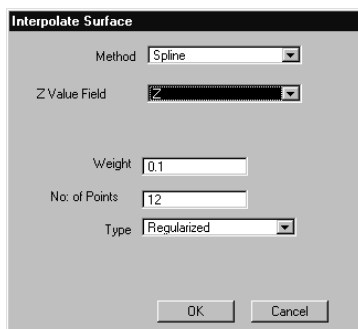 Interpolate Surface
Method Spline
Z Value Field Z
Weight 0.1
No: of Points 12
Type Regularized
OK Cancel